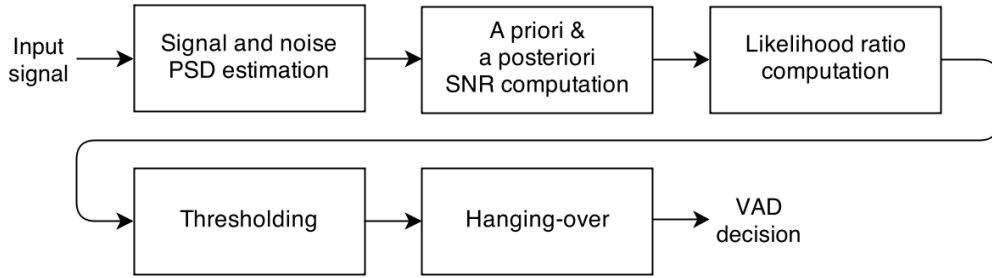 Input
signal
Signal and noise
PSD estimation
A priori &
a posteriori
SNR computation
Likelihood ratio
computation
Thresholding
Hanging-over
VAD
decision